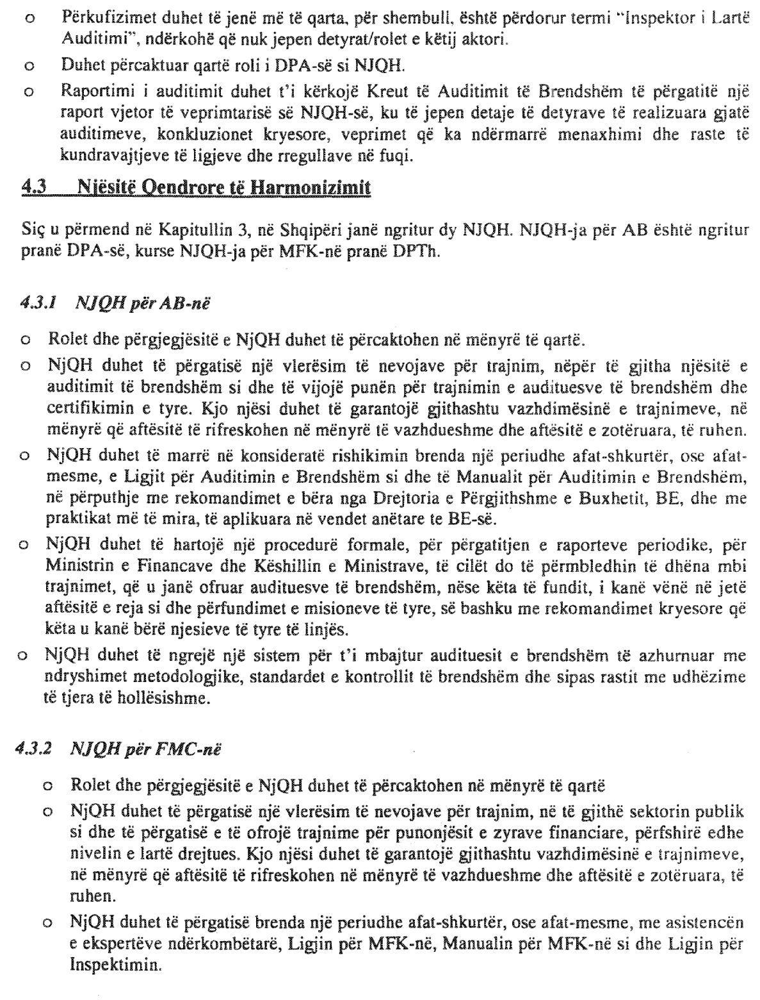 o Përkufizimet duhet të jenë më të qarta, për shembull, është përdorur termi “Inspektor i Lartë
Auditimi”, ndërkohë që nuk jepen detyrat/rolet e këtij aktori.
o Duhet përcaktuar qartë roli i DPA-së si NJQH.
o Raportimi i auditimit duhet t’i kërkojë Kreut të Auditimit të Brendshëm të përgatitë një
raport vjetor të veprimtarisë së NJQH-së, ku të jepen detaje të detyrave të realizuara gjatë
auditimeve, konkluzionet kryesore, veprimet që ka ndërmarrë menaxhimi dhe raste të
kundravajtjeve të ligjeve dhe rregullave në fuqi.
4.3 Njësitë Qendrore të Harmonizimit
Siç u përmend në Kapitullin 3, në Shqipëri janë ngritur dy NJQH. NJQH-ja për AB është ngritur
pranë DPA-së, kurse NJQH-ja për MFK-në pranë DPTh.
4.3.1 NJQH për AB-në
o Rolet dhe përgjegjësitë e NjQH duhet të përcaktohen në mënyrë të qartë.
o NjQH duhet të përgatisë një vlerësim të nevojave për trajnim, nëpër të gjitha njësitë e
auditimit të brendshëm si dhe të vijojë punën për trajnimin e audituesve të brendshëm dhe
certifikimin e tyre. Kjo njësi duhet të garantojë gjithashtu vazhdimësinë e trajnimeve, në
mënyrë që aftësitë të rifreskohen në mënyrë të vazhdueshme dhe aftësitë e zotëruara, të ruhen.
o NjQH duhet të marrë në konsideratë rishikimin brenda një periudhe afat-shkurtër, ose afat-
mesme, e Ligjit për Auditimin e Brendshëm si dhe të Manualit për Auditimin e Brendshëm,
në përputhje me rekomandimet e bëra nga Drejtoria e Përgjithshme e Buxhetit, BE, dhe me
praktikat më të mira, të aplikuara në vendet anëtare te BE-së.
o NjQH duhet të hartojë një procedurë formale, për përgatitjen e raporteve periodike, për
Ministrin e Financave dhe Këshillin e Ministrave, të cilët do të përmbledhin të dhëna mbi
trajnimet, që u janë ofruar audituesve të brendshëm, nëse këta të fundit, i kanë vënë në jetë
aftësitë e reja si dhe përfundimet e misioneve të tyre, së bashku me rekomandimet kryesore që
këta u kanë bërë njesieve të tyre të linjës.
o NjQH duhet të ngrejë një sistem për t’i mbajtur audituesit e brendshëm të azhurnuar me
ndryshimet metodologjike, standardet e kontrollit të brendshëm dhe sipas rastit me udhëzime
të tjera të hollësishme.
4.3.2 NJQH për FMC-në
o Rolet dhe përgjegjësitë e NjQH duhet të përcaktohen në mënyrë të qartë
o NjQH duhet të përgatisë një vlerësim të nevojave për trajnim, në të gjithë sektorin publik
si dhe të përgatisë e të ofrojë trajnime për punonjësit e zyrave financiare, përfshirë edhe
nivelin e lartë drejtues. Kjo njësi duhet të garantojë gjithashtu vazhdimësinë e trajnimeve,
në mënyrë që aftësitë të rifreskohen në mënyrë të vazhdueshme dhe aftësitë e zotëruara, të
ruhen.
o NjQH duhet të përgatisë brenda një periudhe afat-shkurtër, ose afat-mesme, me asistencën
e ekspertëve ndërkombëtarë, Ligjin për MFK-në, Manualin për MFK-në si dhe Ligjin për
Inspektimin.